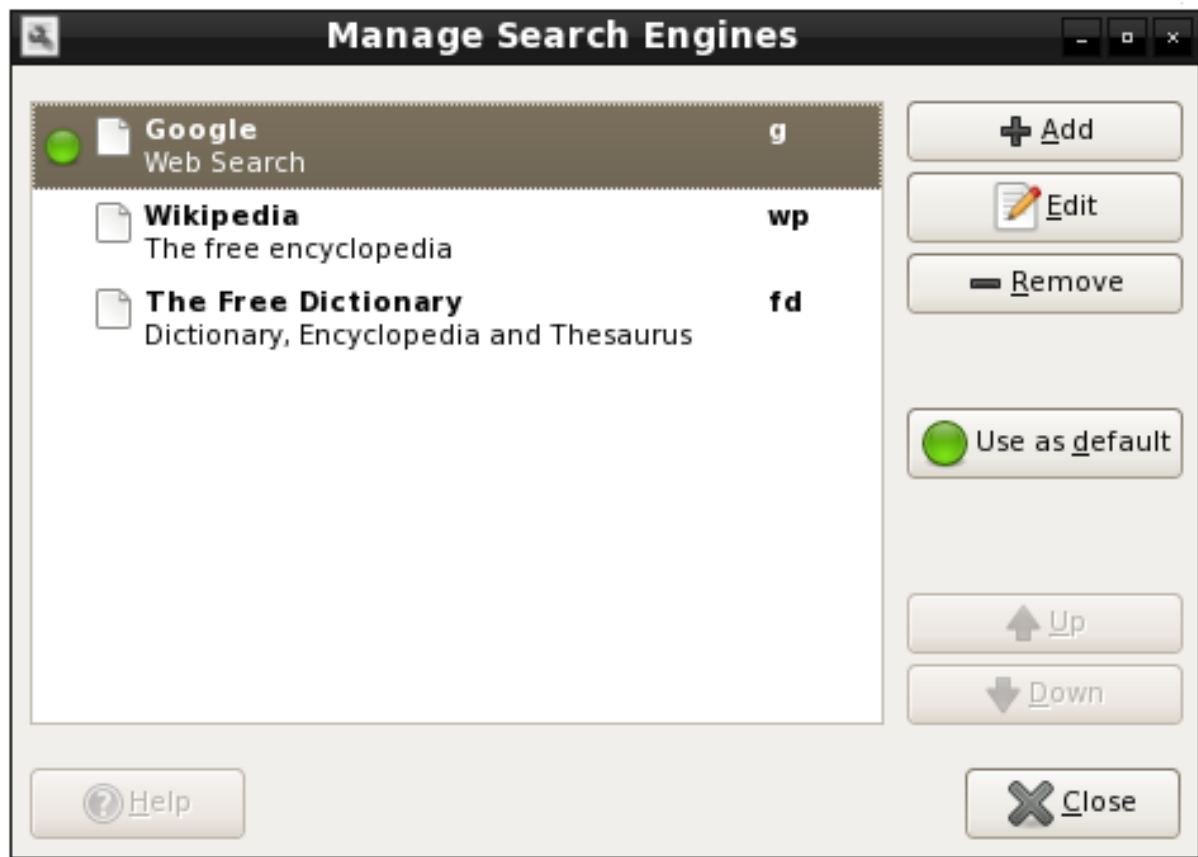 Manage Search Engines
Google g
Web Search
Wikipedia wp
The free encyclopedia
The Free Dictionary fd
Dictionary, Encyclopedia and Thesaurus
Add
Edit
Remove
Use as default
Up
Down
Help
Close